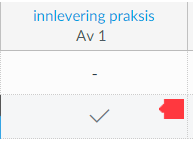 innlevering praksis
Av 1
-